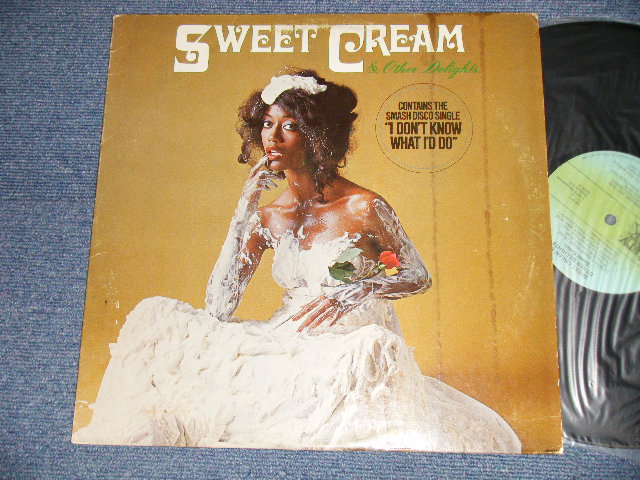 SWEET CREAM
& Other Delights
CONTAINS THE
SMASH DISCO SINGLE
"I DON'T KNOW
WHAT I'D DO"